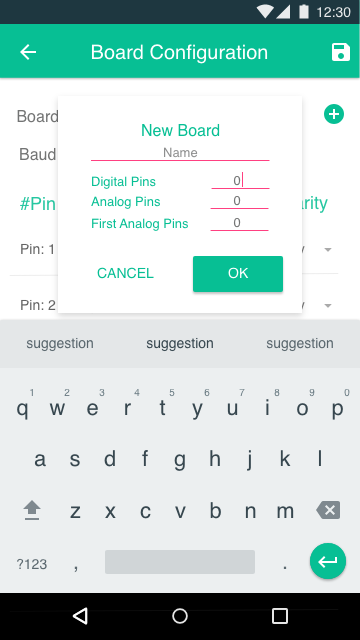 12:30
Board Configuration
Board
New Board
Name
Baud
Digital Pins 0
Analog Pins 0
#Pin
First Analog Pins 0
Pin: 1
CANCEL OK
Pin: 2
suggestion suggestion suggestion
1 2 3 4 5 6 7 8 9 0
q w e r t y u i o p
a s d f g h j k l
z x c v b n m
?123 , .